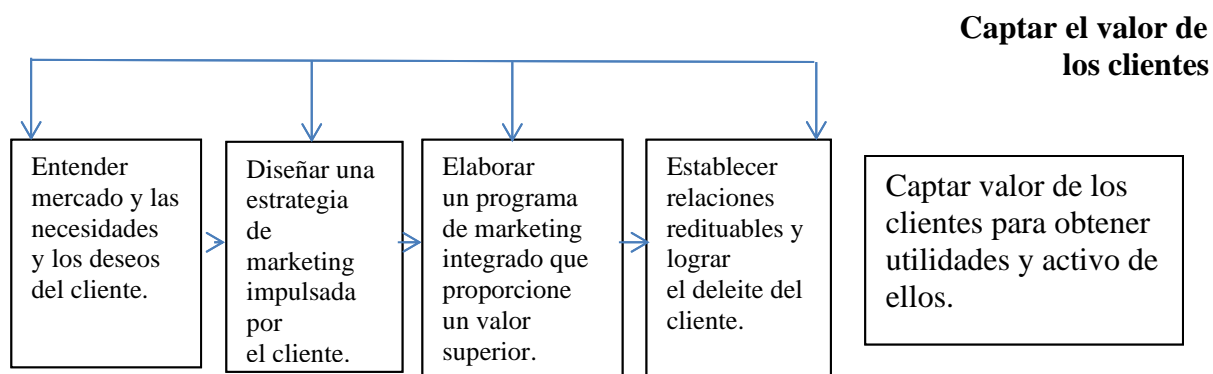 Captar el valor de
los clientes
Entender
mercado y las
necesidades
y los deseos
del cliente.
Diseñar una
estrategia
de
marketing
impulsada
por
el cliente.
Elaborar
un programa
de marketing
integrado que
proporcione
un valor
superior.
Establecer
relaciones
redituables y
lograr
el deleite del
cliente.
Captar valor de los
clientes para obtener
utilidades y activo de
ellos.